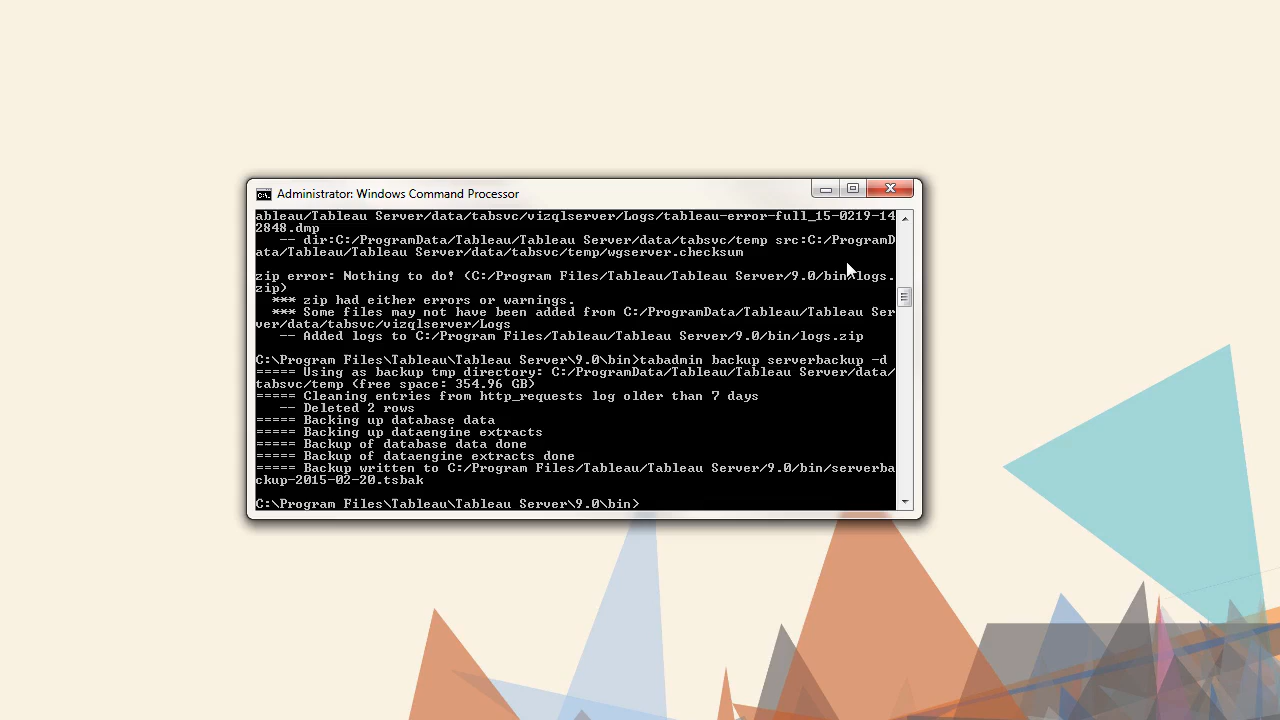 Administrator: Windows Command Processor
ableau/Tableau Server/data/tabsvc/vizqlserver/Logs/tableau-error-full_15-0219-14
2848.dmp
-- dir:C:/ProgramData/Tableau/Tableau Server/data/tabsvc/temp src:C:/ProgramD
ata/Tableau/Tableau Server/data/tabsvc/temp/wgserver.checksum
zip error: Nothing to do! (C:/Program Files/Tableau/Tableau Server/9.0/bin/logs.
zip)
*** zip had either errors or warnings.
*** Some files may not have been added from C:/ProgramData/Tableau/Tableau Ser
ver/data/tabsvc/vizqlserver/Logs
-- Added logs to C:/Program Files/Tableau/Tableau Server/9.0/bin/logs.zip
C:\Program Files\Tableau\Tableau Server\9.0\bin>tabadmin backup serverbackup -d
===== Using as backup tmp directory: C:/ProgramData/Tableau/Tableau Server/data/
tabsvc/temp (free space: 354.96 GB)
===== Cleaning entries from http_requests log older than 7 days
-- Deleted 2 rows
===== Backing up database data
===== Backing up dataengine extracts
===== Backup of database data done
===== Backup of dataengine extracts done
===== Backup written to C:/Program Files/Tableau/Tableau Server/9.0/bin/serverba
ckup-2015-02-20.tsbak
C:\Program Files\Tableau\Tableau Server\9.0\bin>